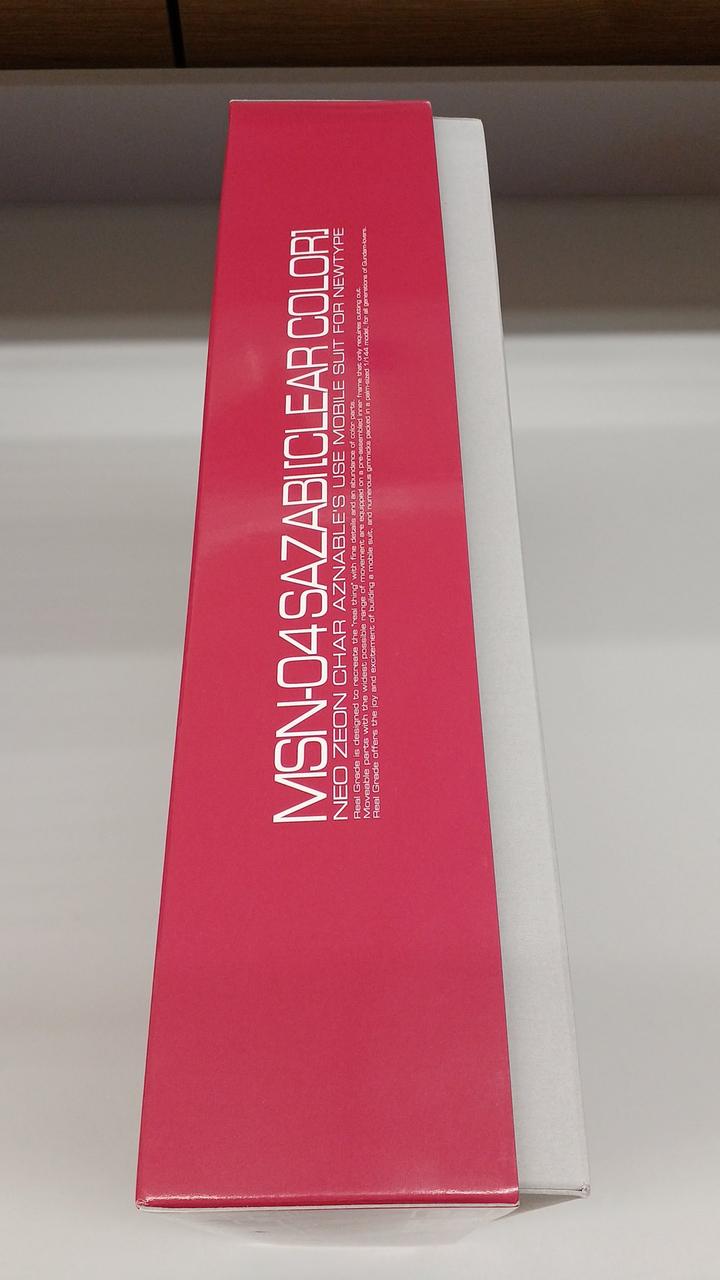 MSN-04 SAZABI [CLEAR COLOR]
NEO ZEON CHAR AZNABLE'S USE MOBILE SUIT FOR NEWTYPE
Real Grade is designed to recreate the "real thing" with fine details and an abundance of color parts.
Moveable parts with the widest possible range of movement are equipped on a pre-assembled inner frame that only requires cutting out.
Real Grade offers the joy and excitement of building a mobile suit, and numerous gimmicks packed in a palm-sized 1/144 model, for all generations of Gundam-lovers.